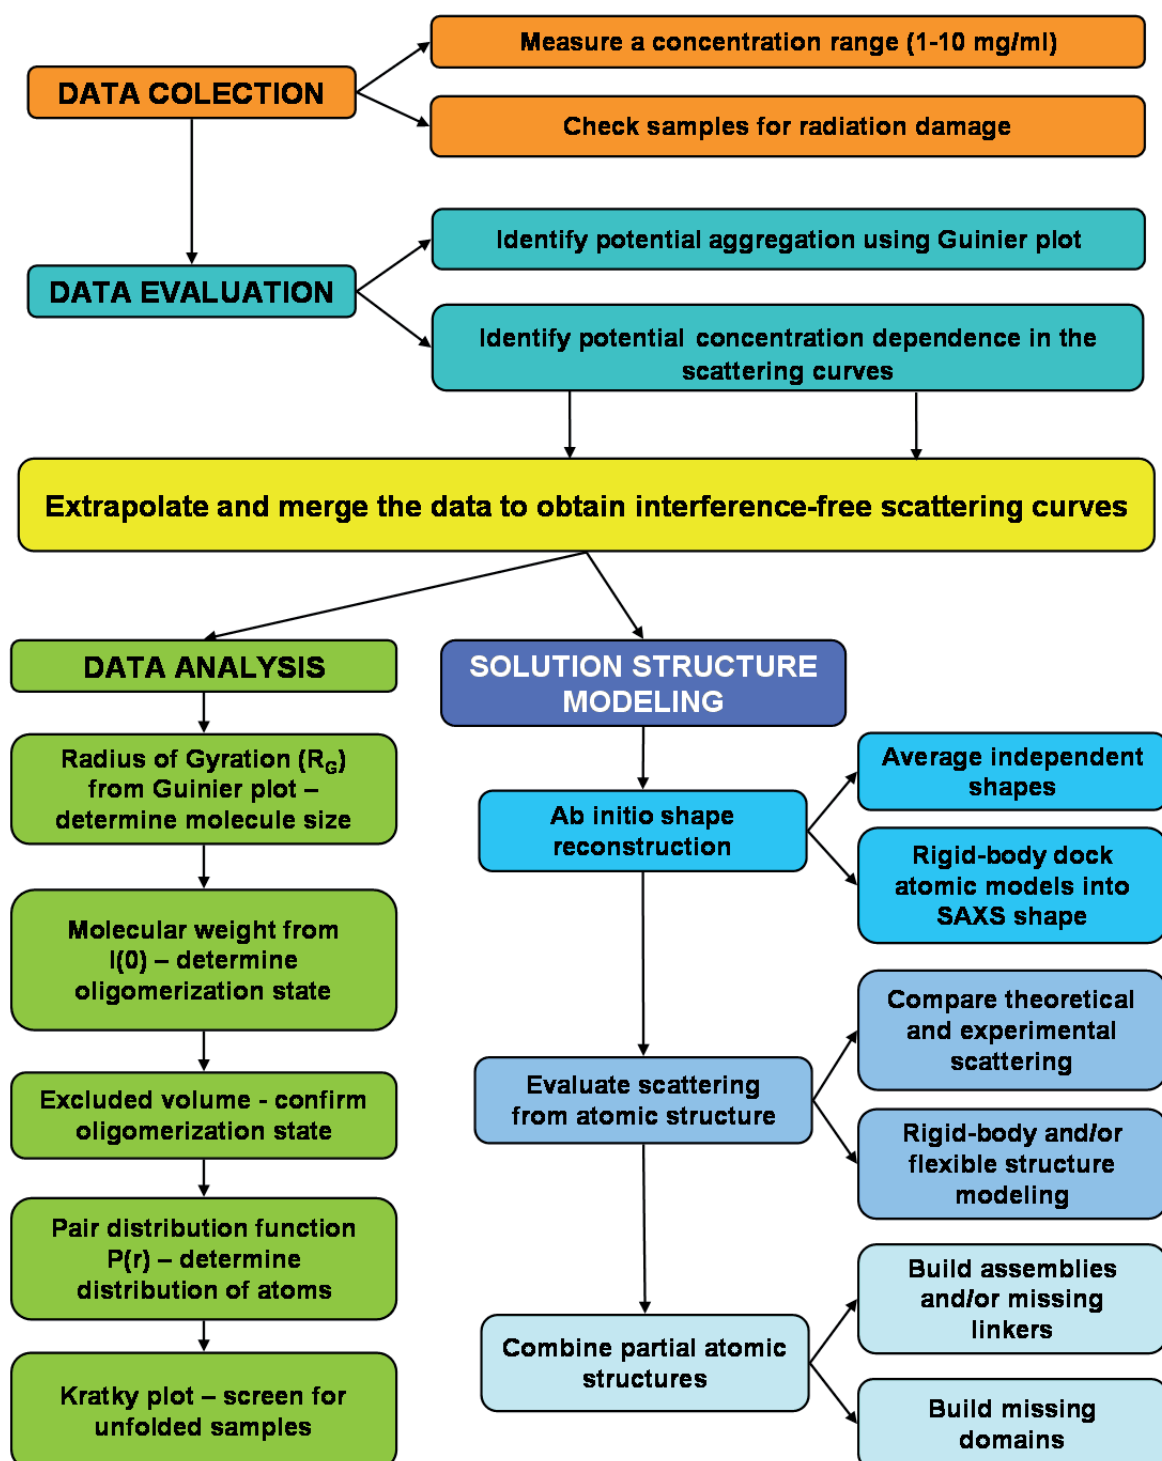 Measure a concentration range (1-10 mg/ml)
DATA COLECTION
Check samples for radiation damage
Identify potential aggregation using Guinier plot
DATA EVALUATION
Identify potential concentration dependence in the
scattering curves
Extrapolate and merge the data to obtain interference-free scattering curves
DATA ANALYSIS
Radius of Gyration (RG)
from Guinier plot –
determine molecule size
Molecular weight from
I(0) – determine
oligomerization state
Excluded volume - confirm
oligomerization state
Pair distribution function
P(r) – determine
distribution of atoms
Kratky plot – screen for
unfolded samples
SOLUTION STRUCTURE
MODELING
Ab initio shape
reconstruction
Average independent
shapes
Rigid-body dock
atomic models into
SAXS shape
Evaluate scattering
from atomic structure
Compare theoretical
and experimental
scattering
Rigid-body and/or
flexible structure
modeling
Combine partial atomic
structures
Build assemblies
and/or missing
linkers
Build missing
domains